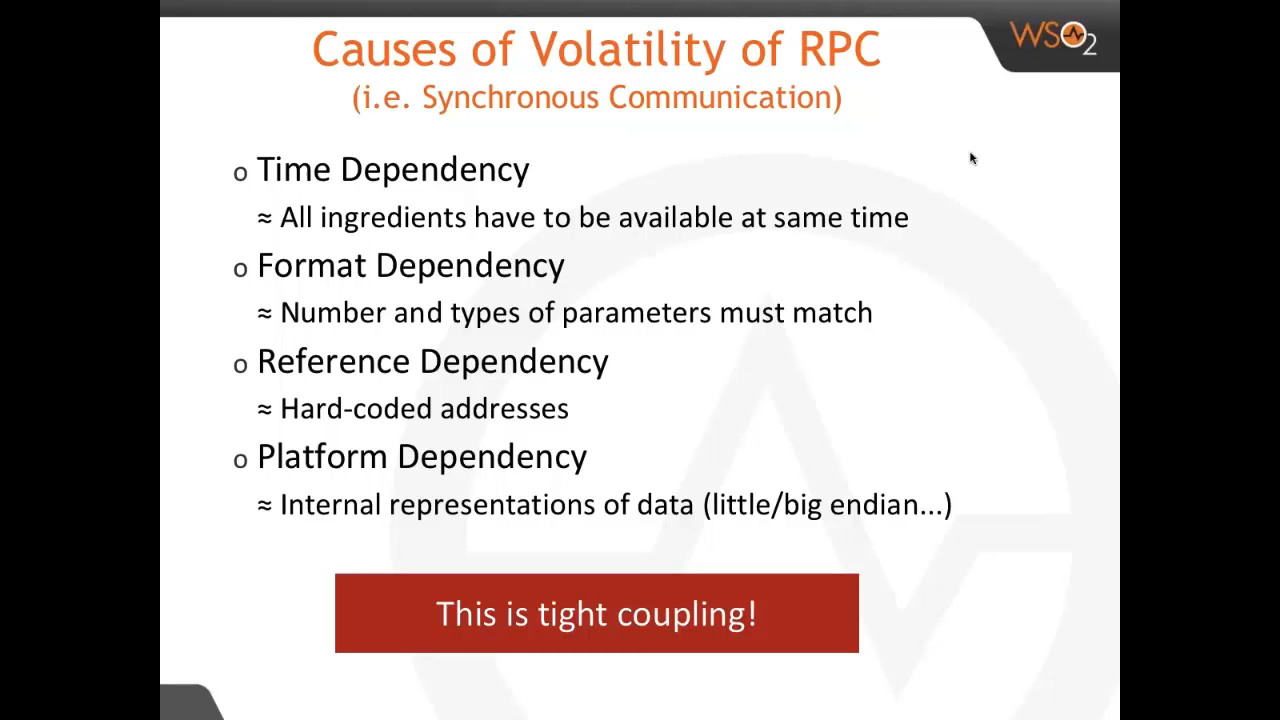 Causes of Volatility of RPC
WSO2
(i.e. Synchronous Communication)
o Time Dependency
≈ All ingredients have to be available at same time
o Format Dependency
≈ Number and types of parameters must match
o Reference Dependency
≈ Hard-coded addresses
o Platform Dependency
≈ Internal representations of data (little/big endian...)
This is tight coupling!